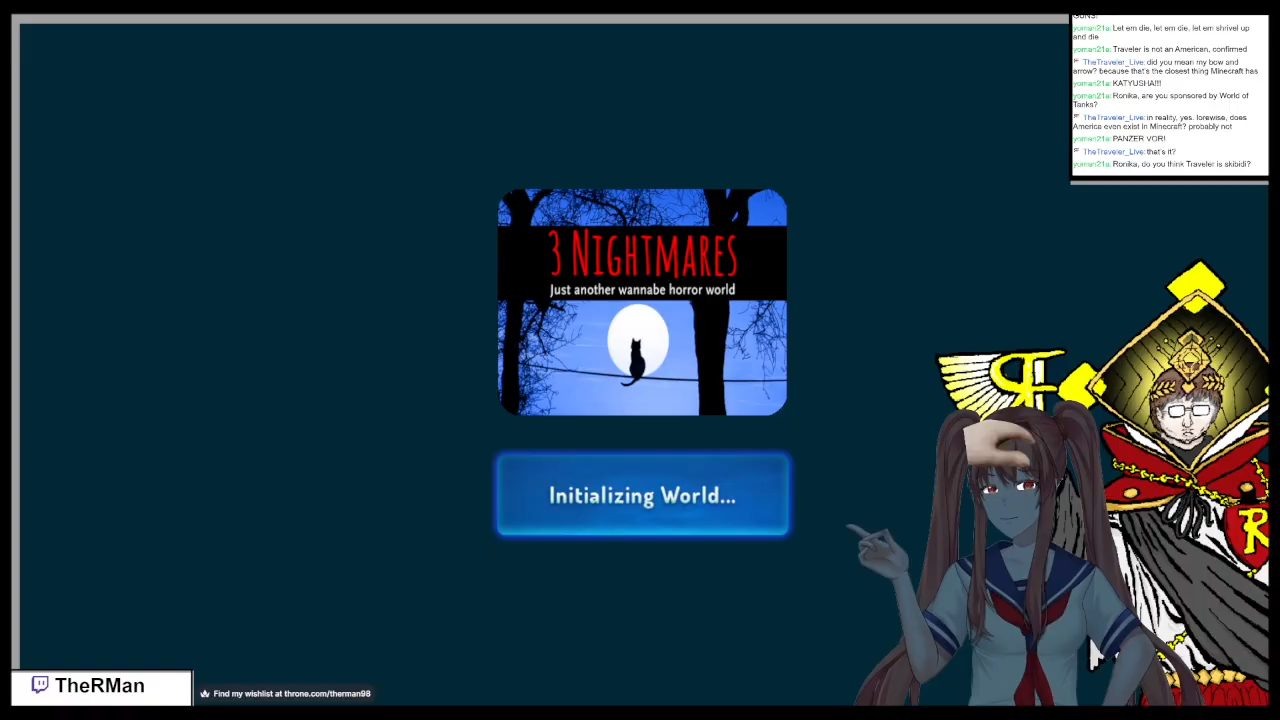 GUNS!
yoman21a: Let em die, let em die, let em shrivel up
and die
yoman21a: Traveler is not an American, confirmed
TheTraveler_Live: did you mean my bow and
arrow? because that's the closest thing Minecraft has
yoman21a: KATYUSHA!!!
yoman21a: Ronika, are you sponsored by World of
Tanks?
TheTraveler_Live: in reality, yes. lorewise, does
America even exist in Minecraft? probably not
yoman21a: PANZER VOR!
TheTraveler_Live: that's it?
yoman21a: Ronika, do you think Traveler is skibidi?
3 NIGHTMARES
Just another wannabe horror world
Initializing World...
R
TheRMan
Find my wishlist at throne.com/therman98